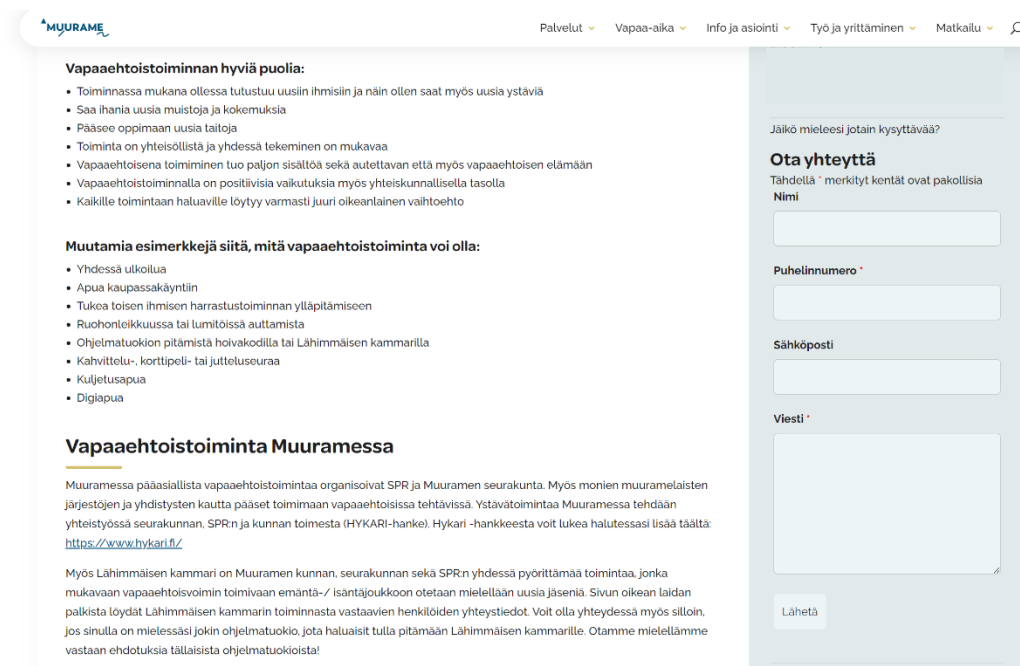 MUURAME
Palvelut
Vapaa-aika
Info ja asiointi
Työ ja yrittäminen
Matkailu
Vapaaehtoistoiminnan hyviä puolia:
• Toiminnassa mukana ollessa tutustuu uusiin ihmisiin ja näin ollen saat myös uusia ystäviä
• Saa ihania uusia muistoja ja kokemuksia
• Pääsee oppimaan uusia taitoja
• Toiminta on yhteisöllistä ja yhdessä tekeminen on mukavaa
• Vapaaehtoisena toimiminen tuo paljon sisältöä sekä autettavan että myös vapaaehtoisen elämään
• Vapaaehtoistoiminnalla on positiivisia vaikutuksia myös yhteiskunnallisella tasolla
• Kaikille toimintaan haluaville löytyy varmasti juuri oikeanlainen vaihtoehto
Muutamia esimerkkejä siitä, mitä vapaaehtoistoiminta voi olla:
• Yhdessä ulkoilua
• Apua kaupassakäyntiin
• Tukea toisen ihmisen harrastustoiminnan ylläpitämiseen
• Ruohonleikkuussa tai lumitöissä auttamista
• Ohjelmatuokion pitämistä hoivakodilla tai Lähimmäisen kammarilla
• Kahvittelu-, korttipeli- tai jutteluseuraa
• Kuljetusapua
• Digiapua
Vapaaehtoistoiminta Muuramessa
Muuramessa pääasiallista vapaaehtoistoimintaa organisoivat SPR ja Muuramen seurakunta. Myös monien muuramelaisten
järjestöjen ja yhdistysten kautta pääset toimimaan vapaaehtoisissa tehtävissä. Ystävätoimintaa Muuramessa tehdään
yhteistyössä seurakunnan, SPR:n ja kunnan toimesta (HYKARI-hanke). Hykari -hankkeesta voit lukea halutessasi lisää täältä:
https://www.hykari.fi/
Myös Lähimmäisen kammari on Muuramen kunnan, seurakunnan sekä SPR:n yhdessä pyörittämää toimintaa, jonka
mukavaan vapaaehtoisvoimin toimivaan emäntä-/ isäntäjoukkoon otetaan mielellään uusia jäseniä. Sivun oikean laidan
palkista löydät Lähimmäisen kammarin toiminnasta vastaavien henkilöiden yhteystiedot. Voit olla yhteydessä myös silloin,
jos sinulla on mielessäsi jokin ohjelmatuokio, jota haluaisit tulla pitämään Lähimmäisen kammarille. Otamme mielellämme
vastaan ehdotuksia tällaisista ohjelmatuokioista!
Jäikö mieleesi jotain kysyttävää?
Ota yhteyttä
Tähdellä * merkityt kentät ovat pakollisia
Nimi
Puhelinnumero *
Sähköposti
Viesti *
Lähetä